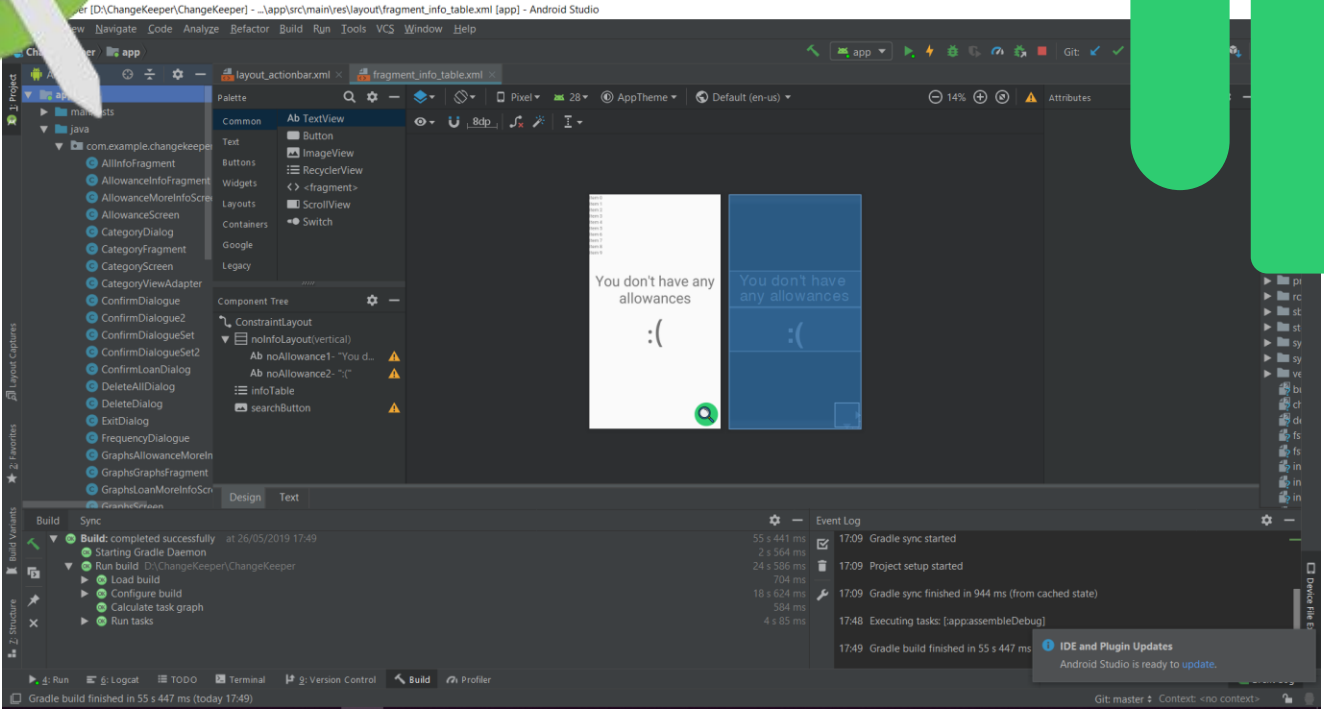 [D:\ChangeKeeper\ChangeKeeper] - ...\app\src\main\res\layout\fragment_info_table.xml [app] - Android Studio
Navigate Code Analyze Refactor Build Run Tools VCS Window Help
app
app
Git:
layout_actionbar.xml
fragment_info_table.xml
1: Project
Layout Captures
2: Favorites
Build Variants
Z: Structure
java
com.example.changekeeper
AllInfoFragment
AllowanceInfoFragment
AllowanceMoreInfoScre
AllowanceScreen
CategoryDialog
CategoryFragment
CategoryScreen
CategoryViewAdapter
ConfirmDialogue
ConfirmDialogue2
ConfirmDialogueSet
ConfirmDialogueSet2
ConfirmLoanDialog
DeleteAllDialog
DeleteDialog
ExitDialog
FrequencyDialogue
GraphsAllowanceMoreIn
GraphsGraphsFragment
GraphsLoanMoreInfoScr
GraphsScreen
Palette
Common
Text
Buttons
Widgets
Layouts
Containers
Google
Legacy
Ab TextView
Button
ImageView
RecyclerView
<> <fragment>
ScrollView
Switch
Component Tree
ConstraintLayout
noInfoLayout(vertical)
Ab noAllowance1- "You d...
Ab noAllowance2- ":("
infoTable
searchButton
Pixel 28 AppTheme Default (en-us)
14%
Attributes
8dp
You don't have any
allowances
:(
You don't have
any allowances
:(
Design Text
Build Sync
Build: completed successfully at 26/05/2019 17:49 55 s 441 ms
Starting Gradle Daemon 2 s 564 ms
Run build D:\ChangeKeeper\ChangeKeeper 24 s 586 ms
Load build 704 ms
Configure build 18 s 624 ms
Calculate task graph 584 ms
Run tasks 4 s 85 ms
Event Log
17:09 Gradle sync started
17:09 Project setup started
17:09 Gradle sync finished in 944 ms (from cached state)
17:48 Executing tasks: [:app:assembleDebug]
17:49 Gradle build finished in 55 s 447 ms
IDE and Plugin Updates
Android Studio is ready to update.
Device File Ex
4: Run 6: Logcat TODO Terminal 9: Version Control Build Profiler
Gradle build finished in 55 s 447 ms (today 17:49)
Git: master Context: <no context>